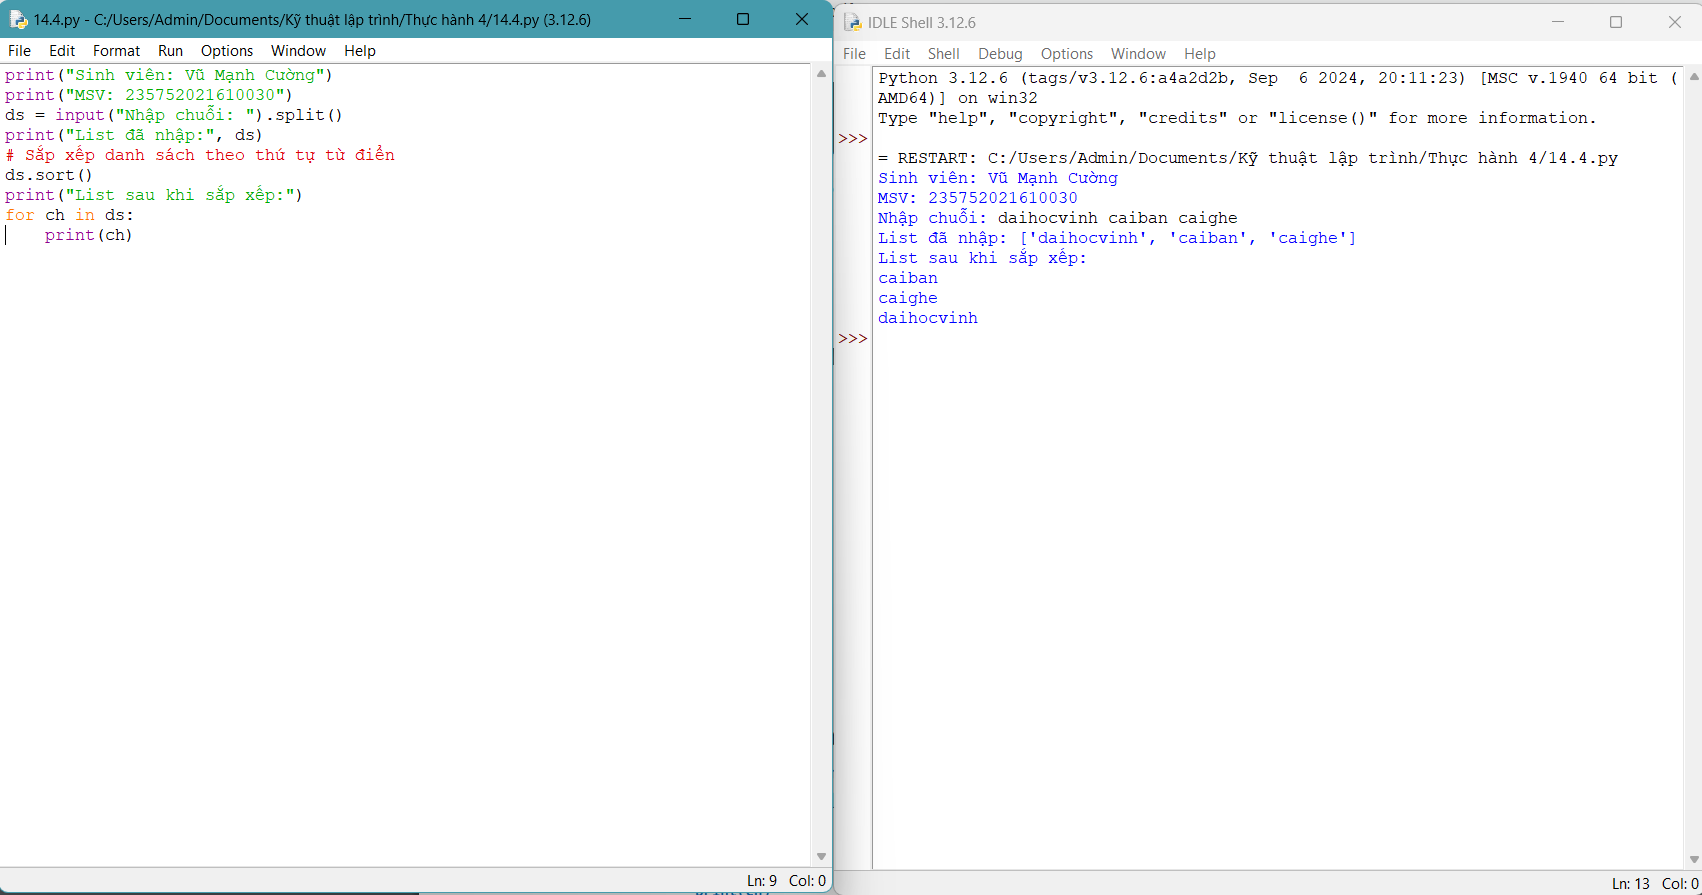 14.4.py - C:/Users/Admin/Documents/Kỹ thuật lập trình/Thực hành 4/14.4.py (3.12.6)
File Edit Format Run Options Window Help
print("Sinh viên: Vũ Mạnh Cường")
print("MSV: 235752021610030")
ds = input("Nhập chuỗi: ").split()
print("List đã nhập:", ds)
# Sắp xếp danh sách theo thứ tự từ điển
ds.sort()
print("List sau khi sắp xếp:")
for ch in ds:
    print(ch)
Ln: 9 Col: 0
IDLE Shell 3.12.6
File Edit Shell Debug Options Window Help
Python 3.12.6 (tags/v3.12.6:a4a2d2b, Sep  6 2024, 20:11:23) [MSC v.1940 64 bit (
AMD64)] on win32
Type "help", "copyright", "credits" or "license()" for more information.
>>>
= RESTART: C:/Users/Admin/Documents/Kỹ thuật lập trình/Thực hành 4/14.4.py
Sinh viên: Vũ Mạnh Cường
MSV: 235752021610030
Nhập chuỗi: daihocvinh caiban caighe
List đã nhập: ['daihocvinh', 'caiban', 'caighe']
List sau khi sắp xếp:
caiban
caighe
daihocvinh
>>>
Ln: 13 Col: 0